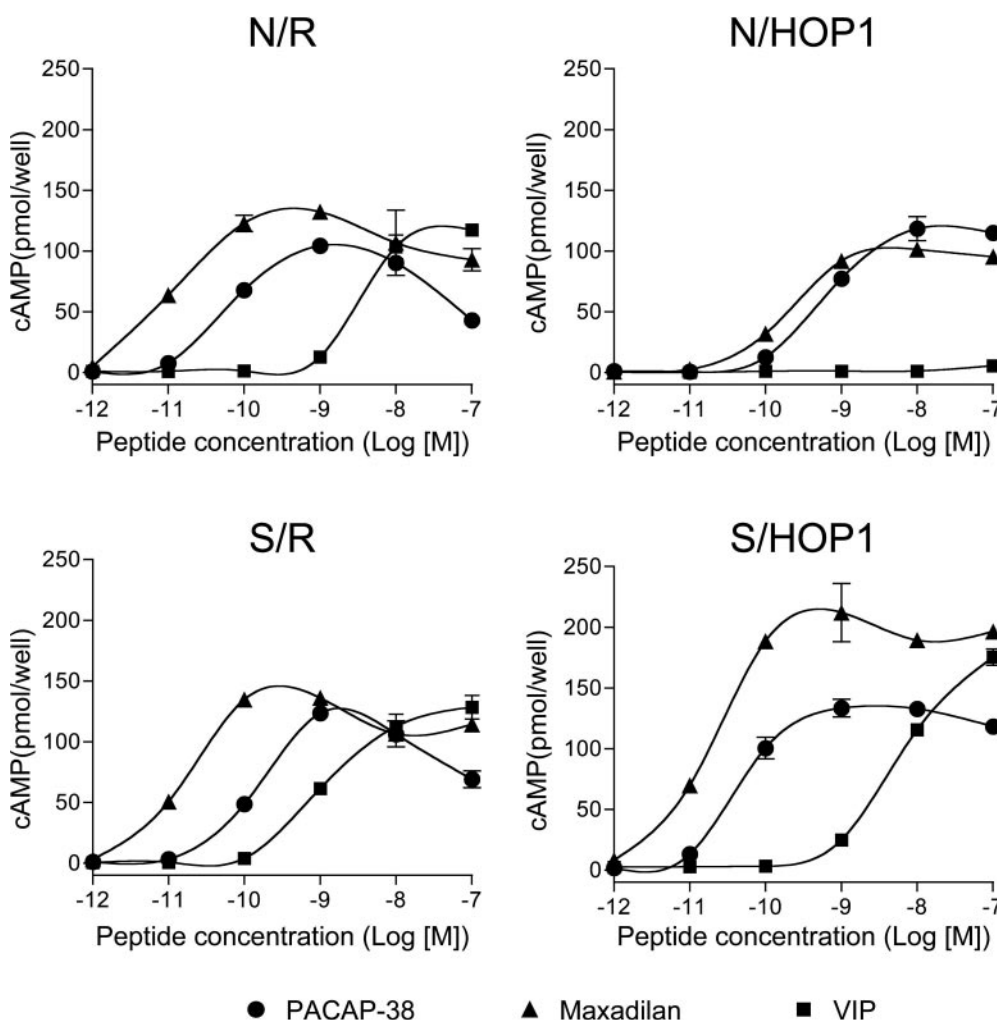 N/R
N/HOP1
250
200
150
100
50
0
cAMP(pmol/well)
-12 -11 -10 -9 -8 -7
Peptide concentration (Log [M])
250
200
150
100
50
0
cAMP(pmol/well)
-12 -11 -10 -9 -8 -7
Peptide concentration (Log [M])
S/R
S/HOP1
250
200
150
100
50
0
cAMP(pmol/well)
-12 -11 -10 -9 -8 -7
Peptide concentration (Log [M])
250
200
150
100
50
0
cAMP(pmol/well)
-12 -11 -10 -9 -8 -7
Peptide concentration (Log [M])
PACAP-38 Maxadilan VIP